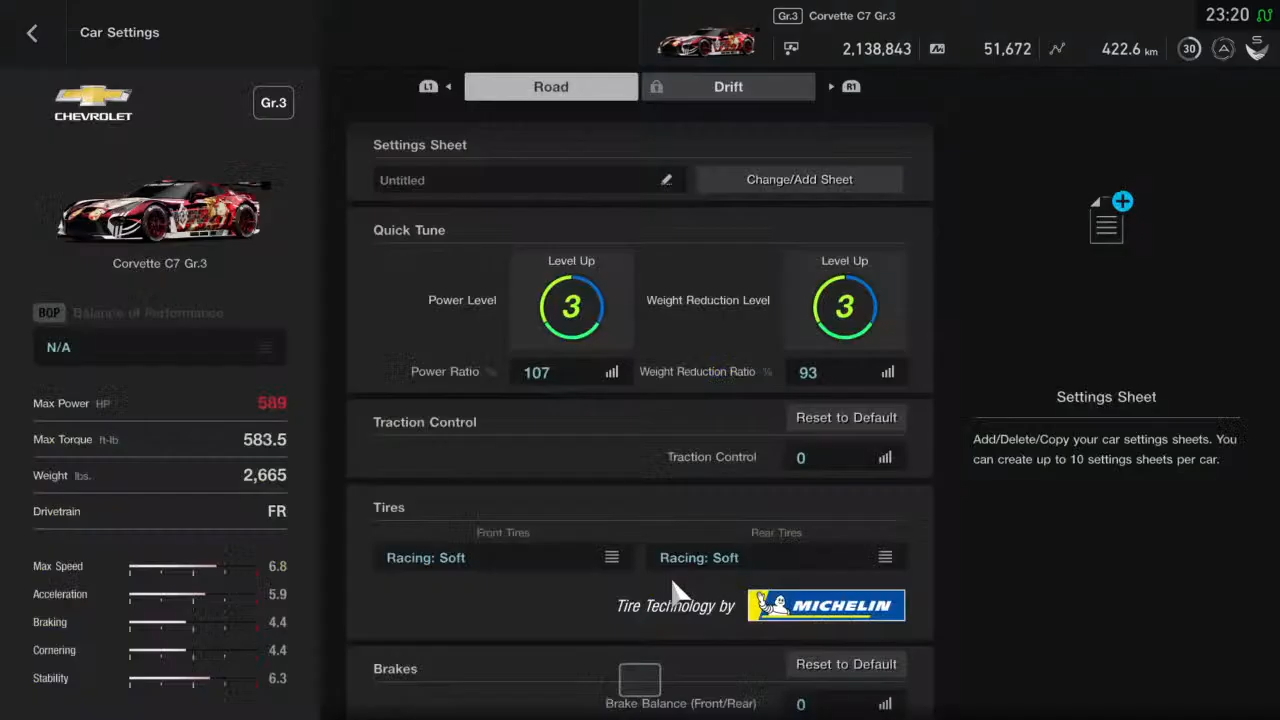 Car Settings
Gr.3 Corvette C7 Gr.3
23:20
2,138,843
51,672
422.6 km
30
S
L1
Road
Drift
R1
CHEVROLET
Gr.3
Corvette C7 Gr.3
BOP Balance of Performance
N/A
Max Power HP 589
Max Torque ft-lb 583.5
Weight lbs. 2,665
Drivetrain FR
Max Speed 6.8
Acceleration 5.9
Braking 4.4
Cornering 4.4
Stability 6.3
Settings Sheet
Untitled
Change/Add Sheet
Quick Tune
Level Up
Level Up
Power Level 3
Weight Reduction Level 3
Power Ratio % 107
Weight Reduction Ratio % 93
Traction Control
Reset to Default
Traction Control 0
Tires
Front Tires
Rear Tires
Racing: Soft
Racing: Soft
Tire Technology by MICHELIN
Brakes
Reset to Default
Brake Balance (Front/Rear) 0
Settings Sheet
Add/Delete/Copy your car settings sheets. You
can create up to 10 settings sheets per car.